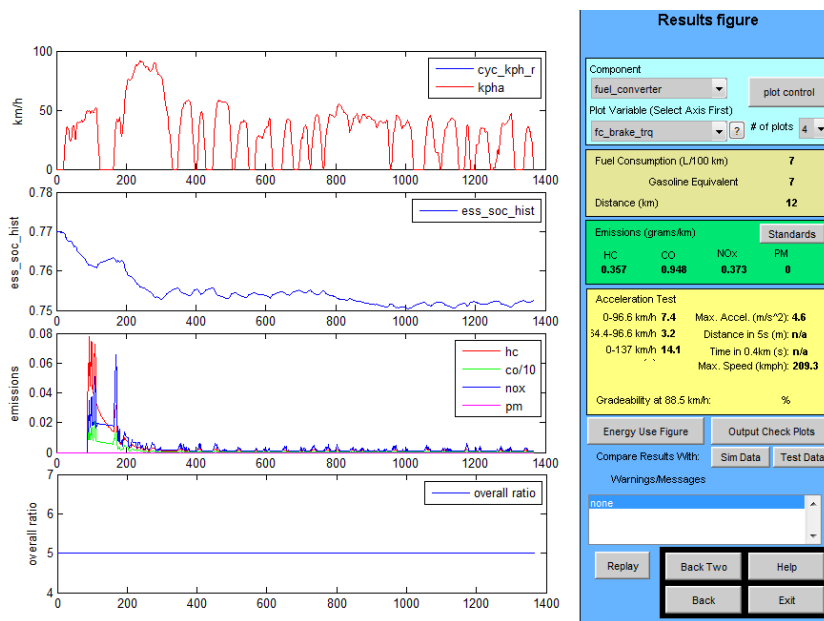 Results figure
100
50
0
km/h
cyc_kph_r
kpha
0 200 400 600 800 1000 1200 1400
0.78
0.77
0.76
0.75
ess_soc_hist
ess_soc_hist
0 200 400 600 800 1000 1200 1400
0.08
0.06
0.04
0.02
0
emissions
hc
co/10
nox
pm
0 200 400 600 800 1000 1200 1400
7
6
5
4
overall ratio
overall ratio
0 200 400 600 800 1000 1200 1400
Component
fuel_converter
plot control
Plot Variable (Select Axis First)
fc_brake_trq ? # of plots 4
Fuel Consumption (L/100 km) 7
Gasoline Equivalent 7
Distance (km) 12
Emissions (grams/km) Standards
HC CO NOx PM
0.357 0.948 0.373 0
Acceleration Test
0-96.6 km/h 7.4 Max. Accel. (m/s^2): 4.6
64.4-96.6 km/h 3.2 Distance in 5s (m): n/a
0-137 km/h 14.1 Time in 0.4km (s): n/a
Max. Speed (kmph): 209.3
Gradeability at 88.5 km/h: %
Energy Use Figure Output Check Plots
Compare Results With: Sim Data Test Data
Warnings/Messages
none
Replay Back Two Help
Back Exit